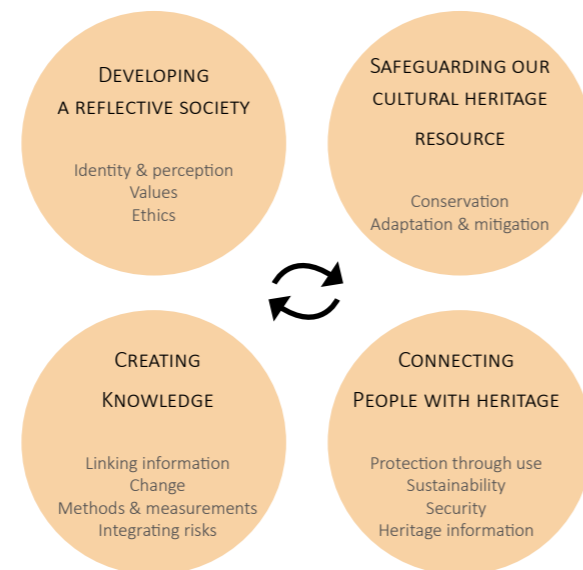 DEVELOPING
A REFLECTIVE SOCIETY
Identity & perception
Values
Ethics
SAFEGUARDING OUR
CULTURAL HERITAGE
RESOURCE
Conservation
Adaptation & mitigation
CREATING
KNOWLEDGE
Linking information
Change
Methods & measurements
Integrating risks
CONNECTING
PEOPLE WITH HERITAGE
Protection through use
Sustainability
Security
Heritage information